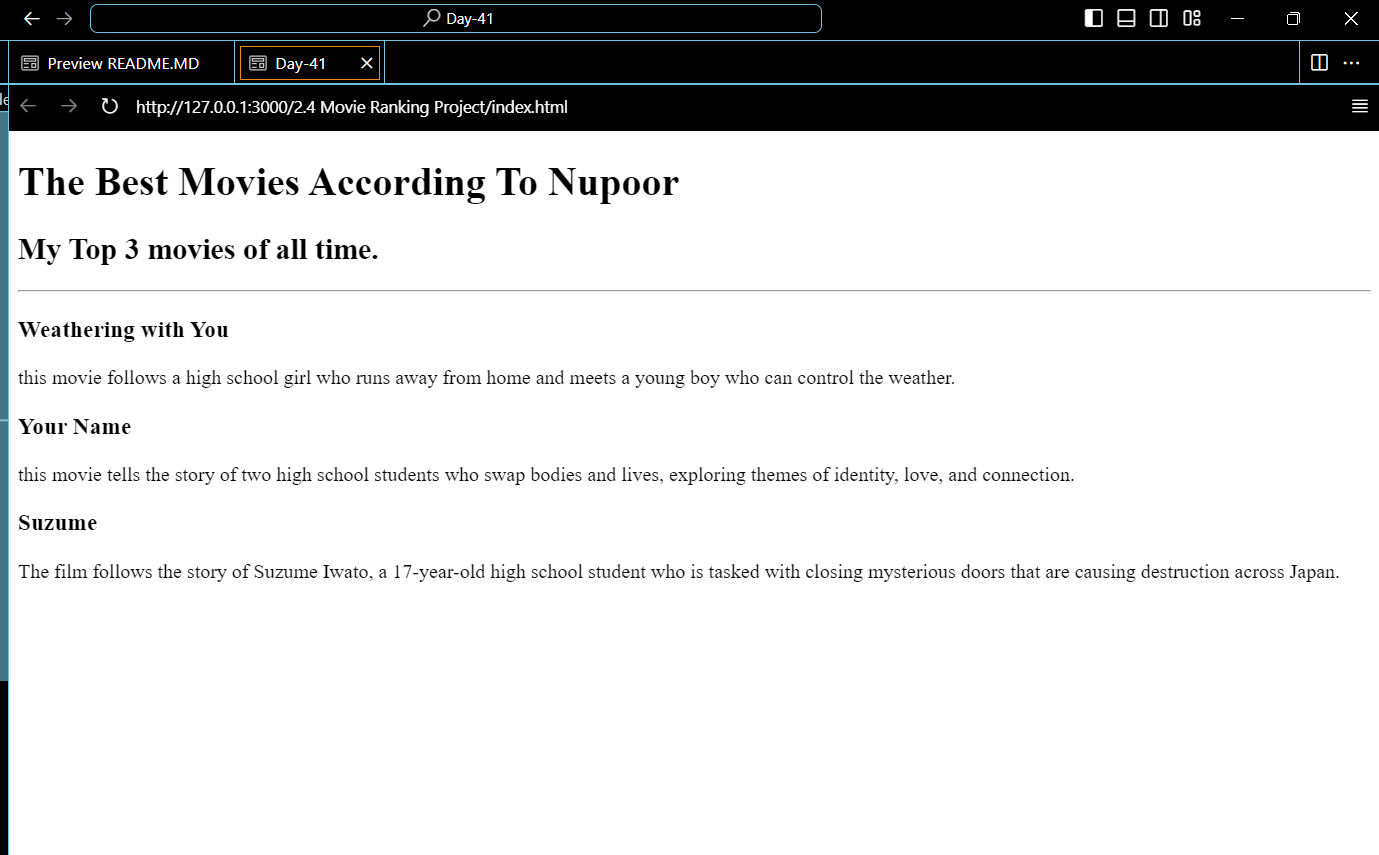 Day-41
Preview README.MD
Day-41
http://127.0.0.1:3000/2.4 Movie Ranking Project/index.html
The Best Movies According To Nupoor
My Top 3 movies of all time.
Weathering with You
this movie follows a high school girl who runs away from home and meets a young boy who can control the weather.
Your Name
this movie tells the story of two high school students who swap bodies and lives, exploring themes of identity, love, and connection.
Suzume
The film follows the story of Suzume Iwato, a 17-year-old high school student who is tasked with closing mysterious doors that are causing destruction across Japan.